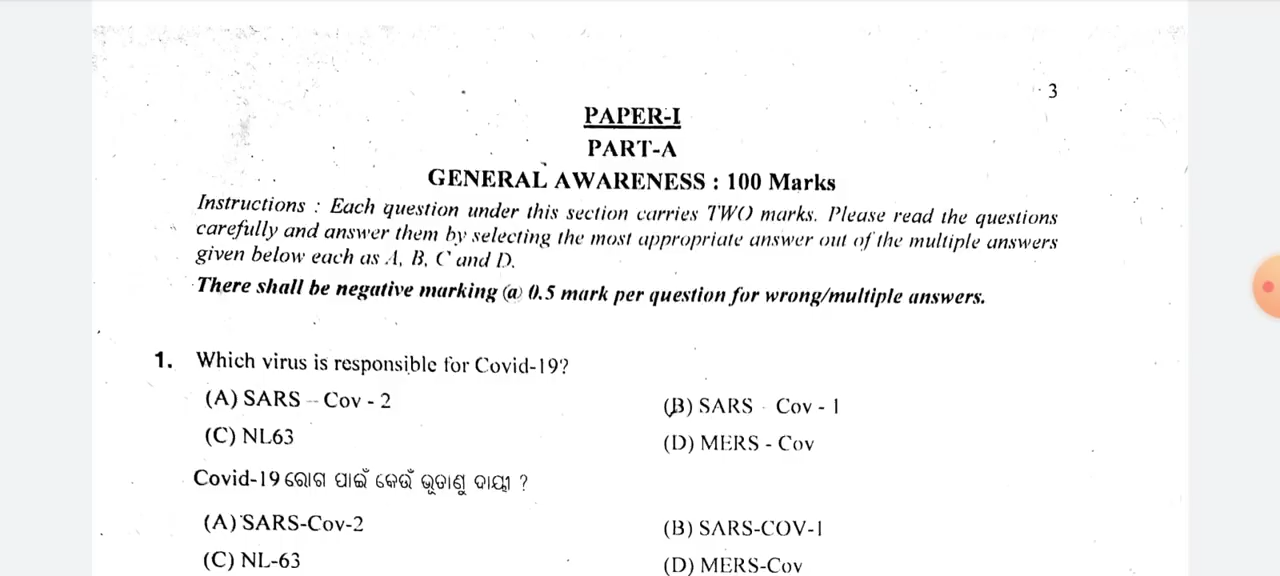 3
PAPER-I
PART-A
GENERAL AWARENESS : 100 Marks
Instructions : Each question under this section carries TWO marks. Please read the questions
carefully and answer them by selecting the most appropriate answer out of the multiple answers
given below each as A, B, C and D.
There shall be negative marking @ 0.5 mark per question for wrong/multiple answers.
1. Which virus is responsible for Covid-19?
(A) SARS - Cov - 2 (B) SARS - Cov - 1
(C) NL63 (D) MERS - Cov
Covid-19 ରୋଗ ପାଇଁ କେଉଁ ଭୂତାଣୁ ଦାୟୀ ?
(A) SARS-Cov-2 (B) SARS-COV-1
(C) NL-63 (D) MERS-Cov